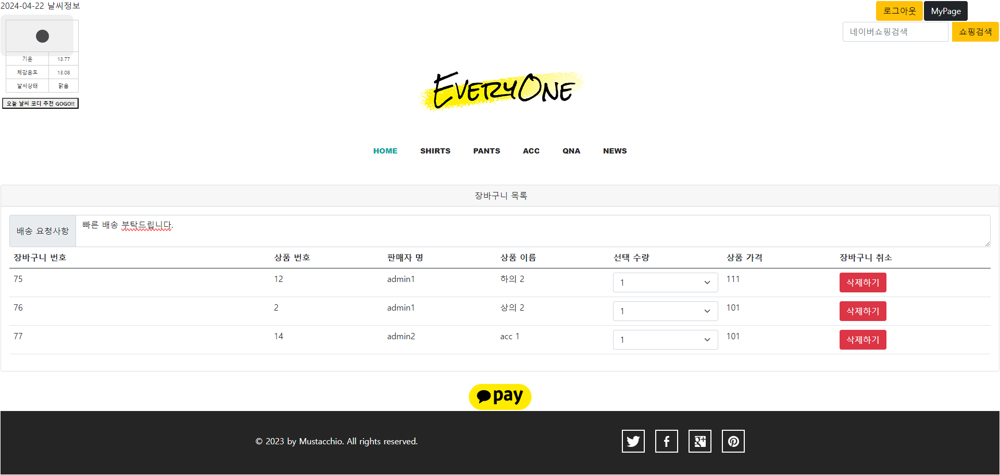 2024-04-22 날씨정보
로그아웃 MyPage
네이버쇼핑검색 쇼핑검색
기온 13.77
체감온도 13.08
날씨상태 맑음
오늘 날씨 코디 추천 GOGO!!
EVERYONE
HOME SHIRTS PANTS ACC QNA NEWS
장바구니 목록
배송 요청사항 빠른 배송 부탁드립니다.
장바구니 번호 상품 번호 판매자 명 상품 이름 선택 수량 상품 가격 장바구니 취소
75 12 admin1 하의 2 1 111 삭제하기
76 2 admin1 상의 2 1 101 삭제하기
77 14 admin2 acc 1 1 101 삭제하기
pay
© 2023 by Mustacchio. All rights reserved.